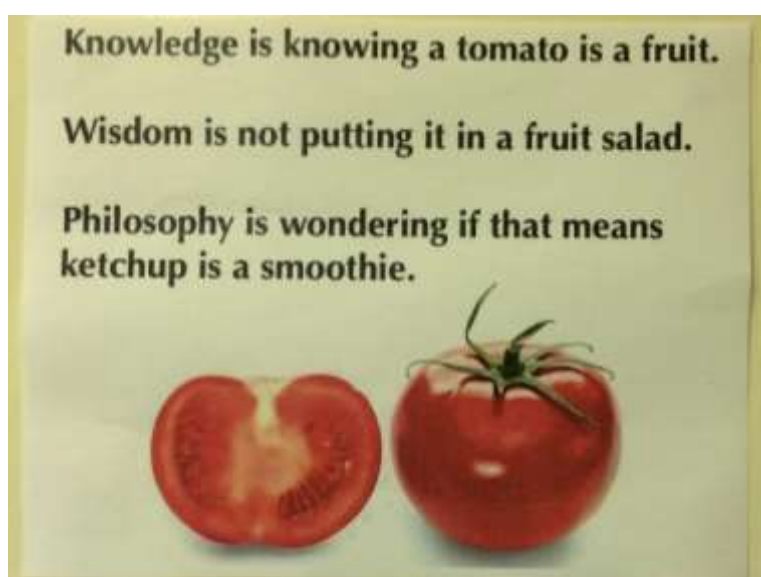 Knowledge is knowing a tomato is a fruit.
Wisdom is not putting it in a fruit salad.
Philosophy is wondering if that means
ketchup is a smoothie.